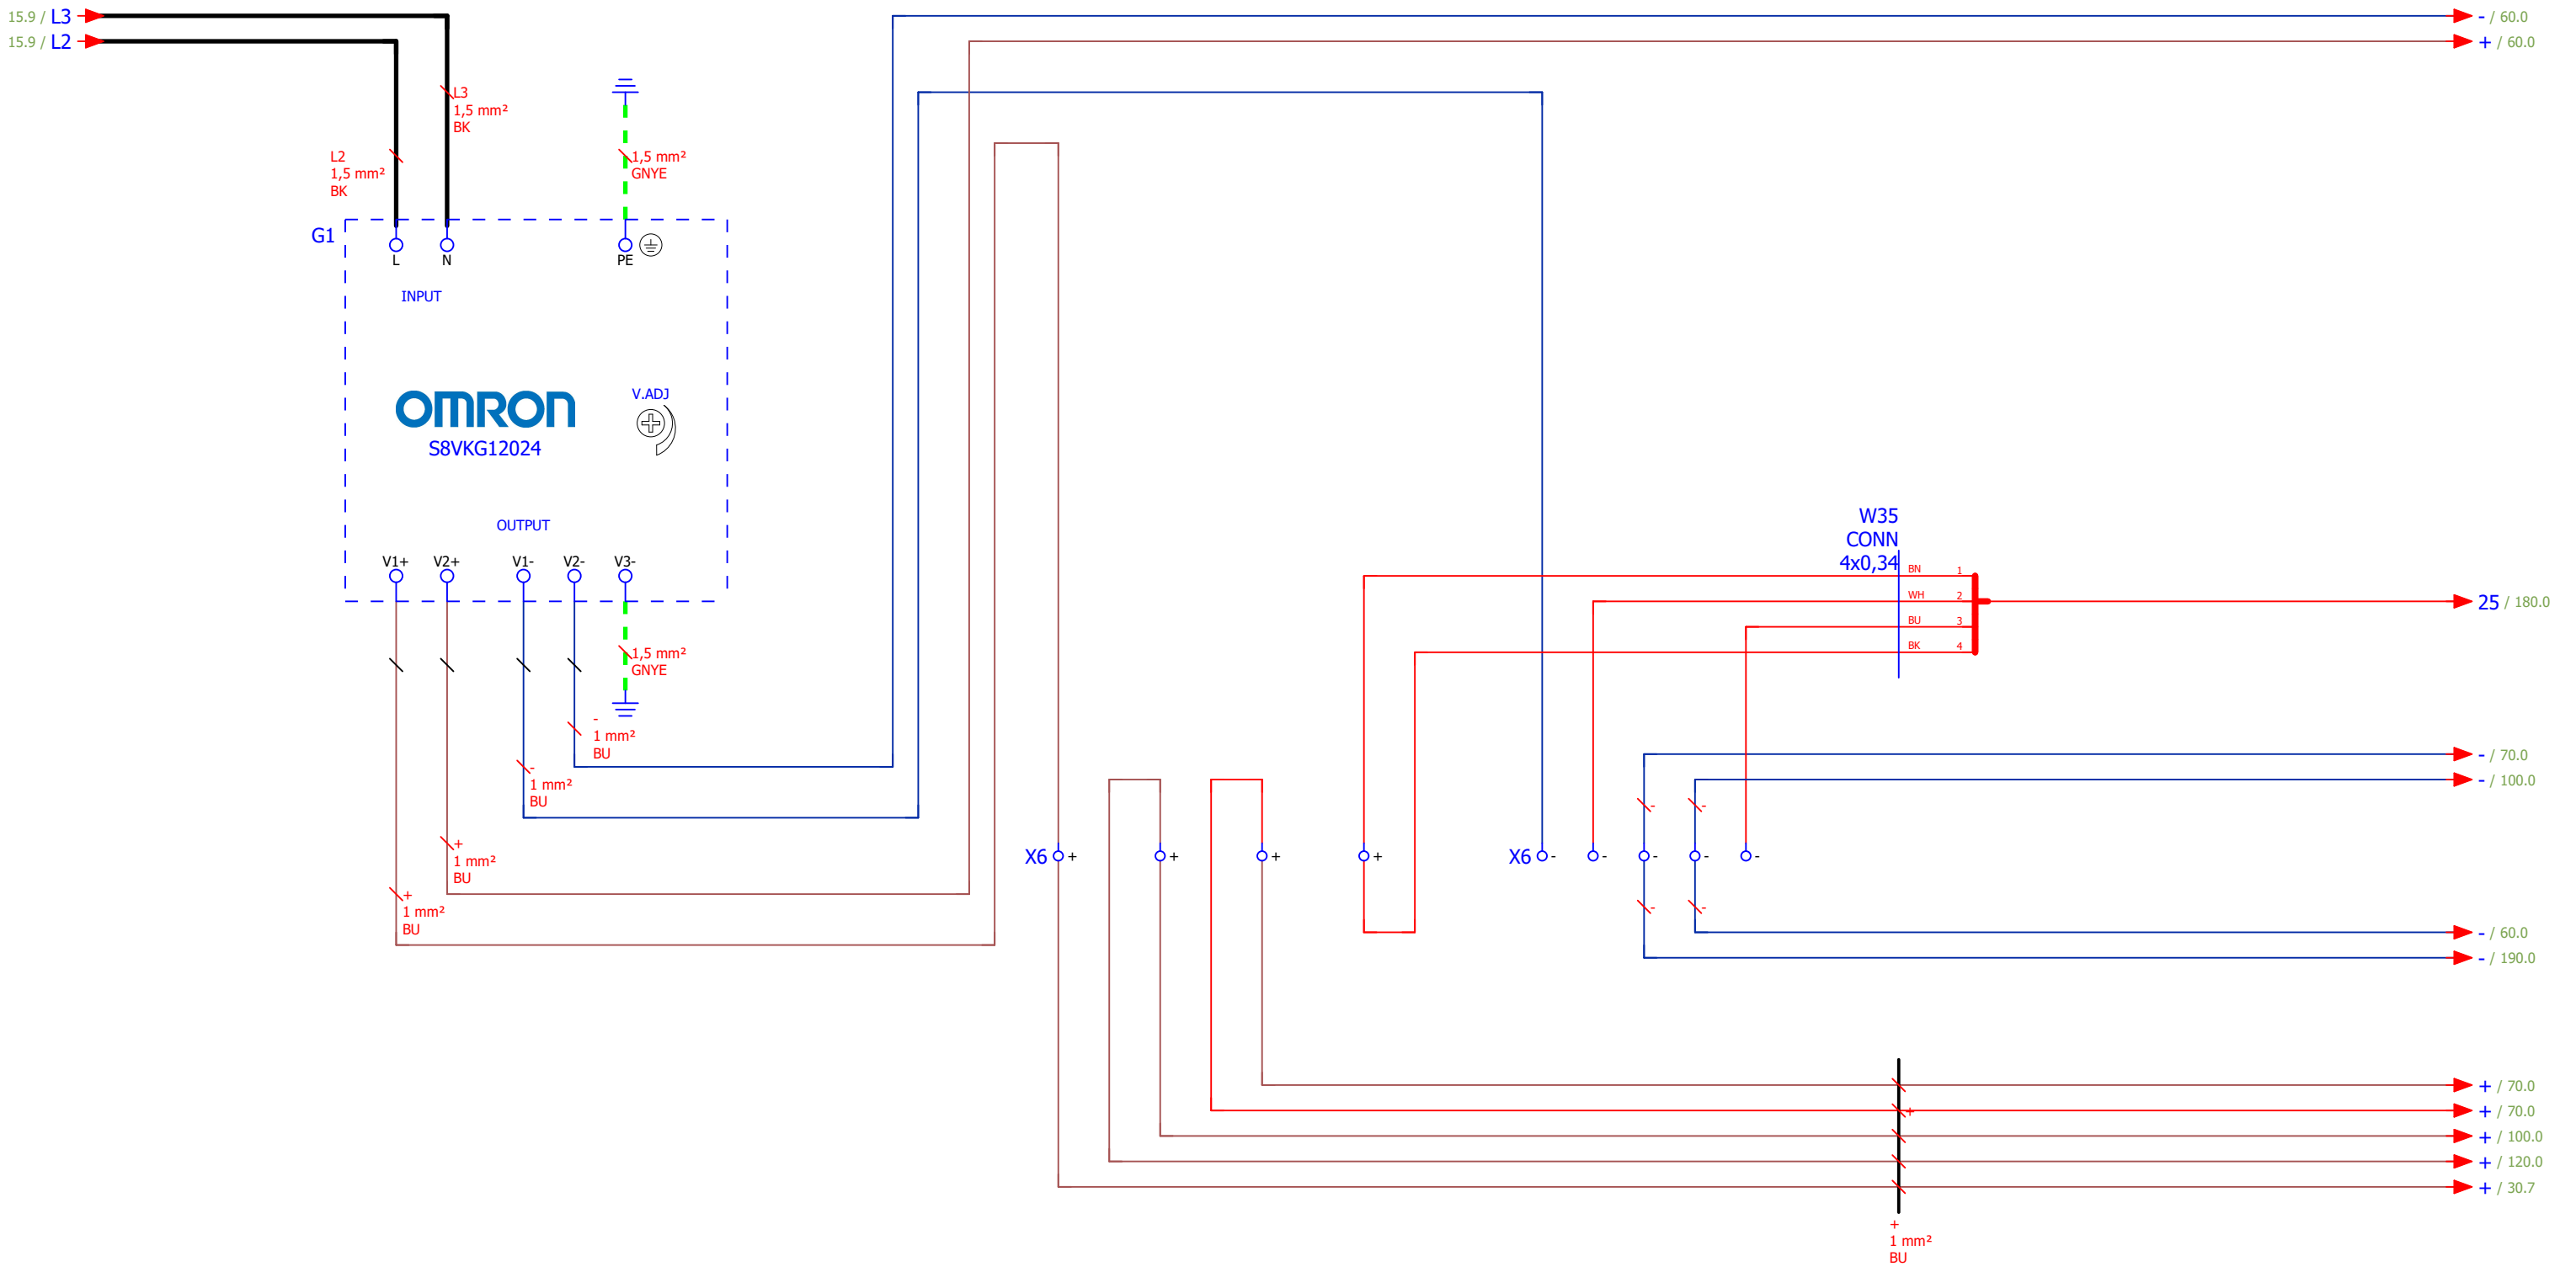 15.9 / L3
15.9 / L2
- / 60.0
+ / 60.0
L3
1,5 mm²
BK
L2
1,5 mm²
BK
1,5 mm²
GNYE
G1
L
N
PE
INPUT
V.ADJ
OMRON
S8VKG12024
OUTPUT
V1+
V2+
V1-
V2-
V3-
1,5 mm²
GNYE
-
1 mm²
BU
-
1 mm²
BU
+
1 mm²
BU
+
1 mm²
BU
W35
CONN
4x0,34
BN 1
WH 2
BU 3
BK 4
25 / 180.0
- / 70.0
- / 100.0
-
-
X6 + + + +
X6 - - - - -
-
-
- / 60.0
- / 190.0
+ / 70.0
+
+ / 70.0
+ / 100.0
+ / 120.0
+ / 30.7
+
1 mm²
BU